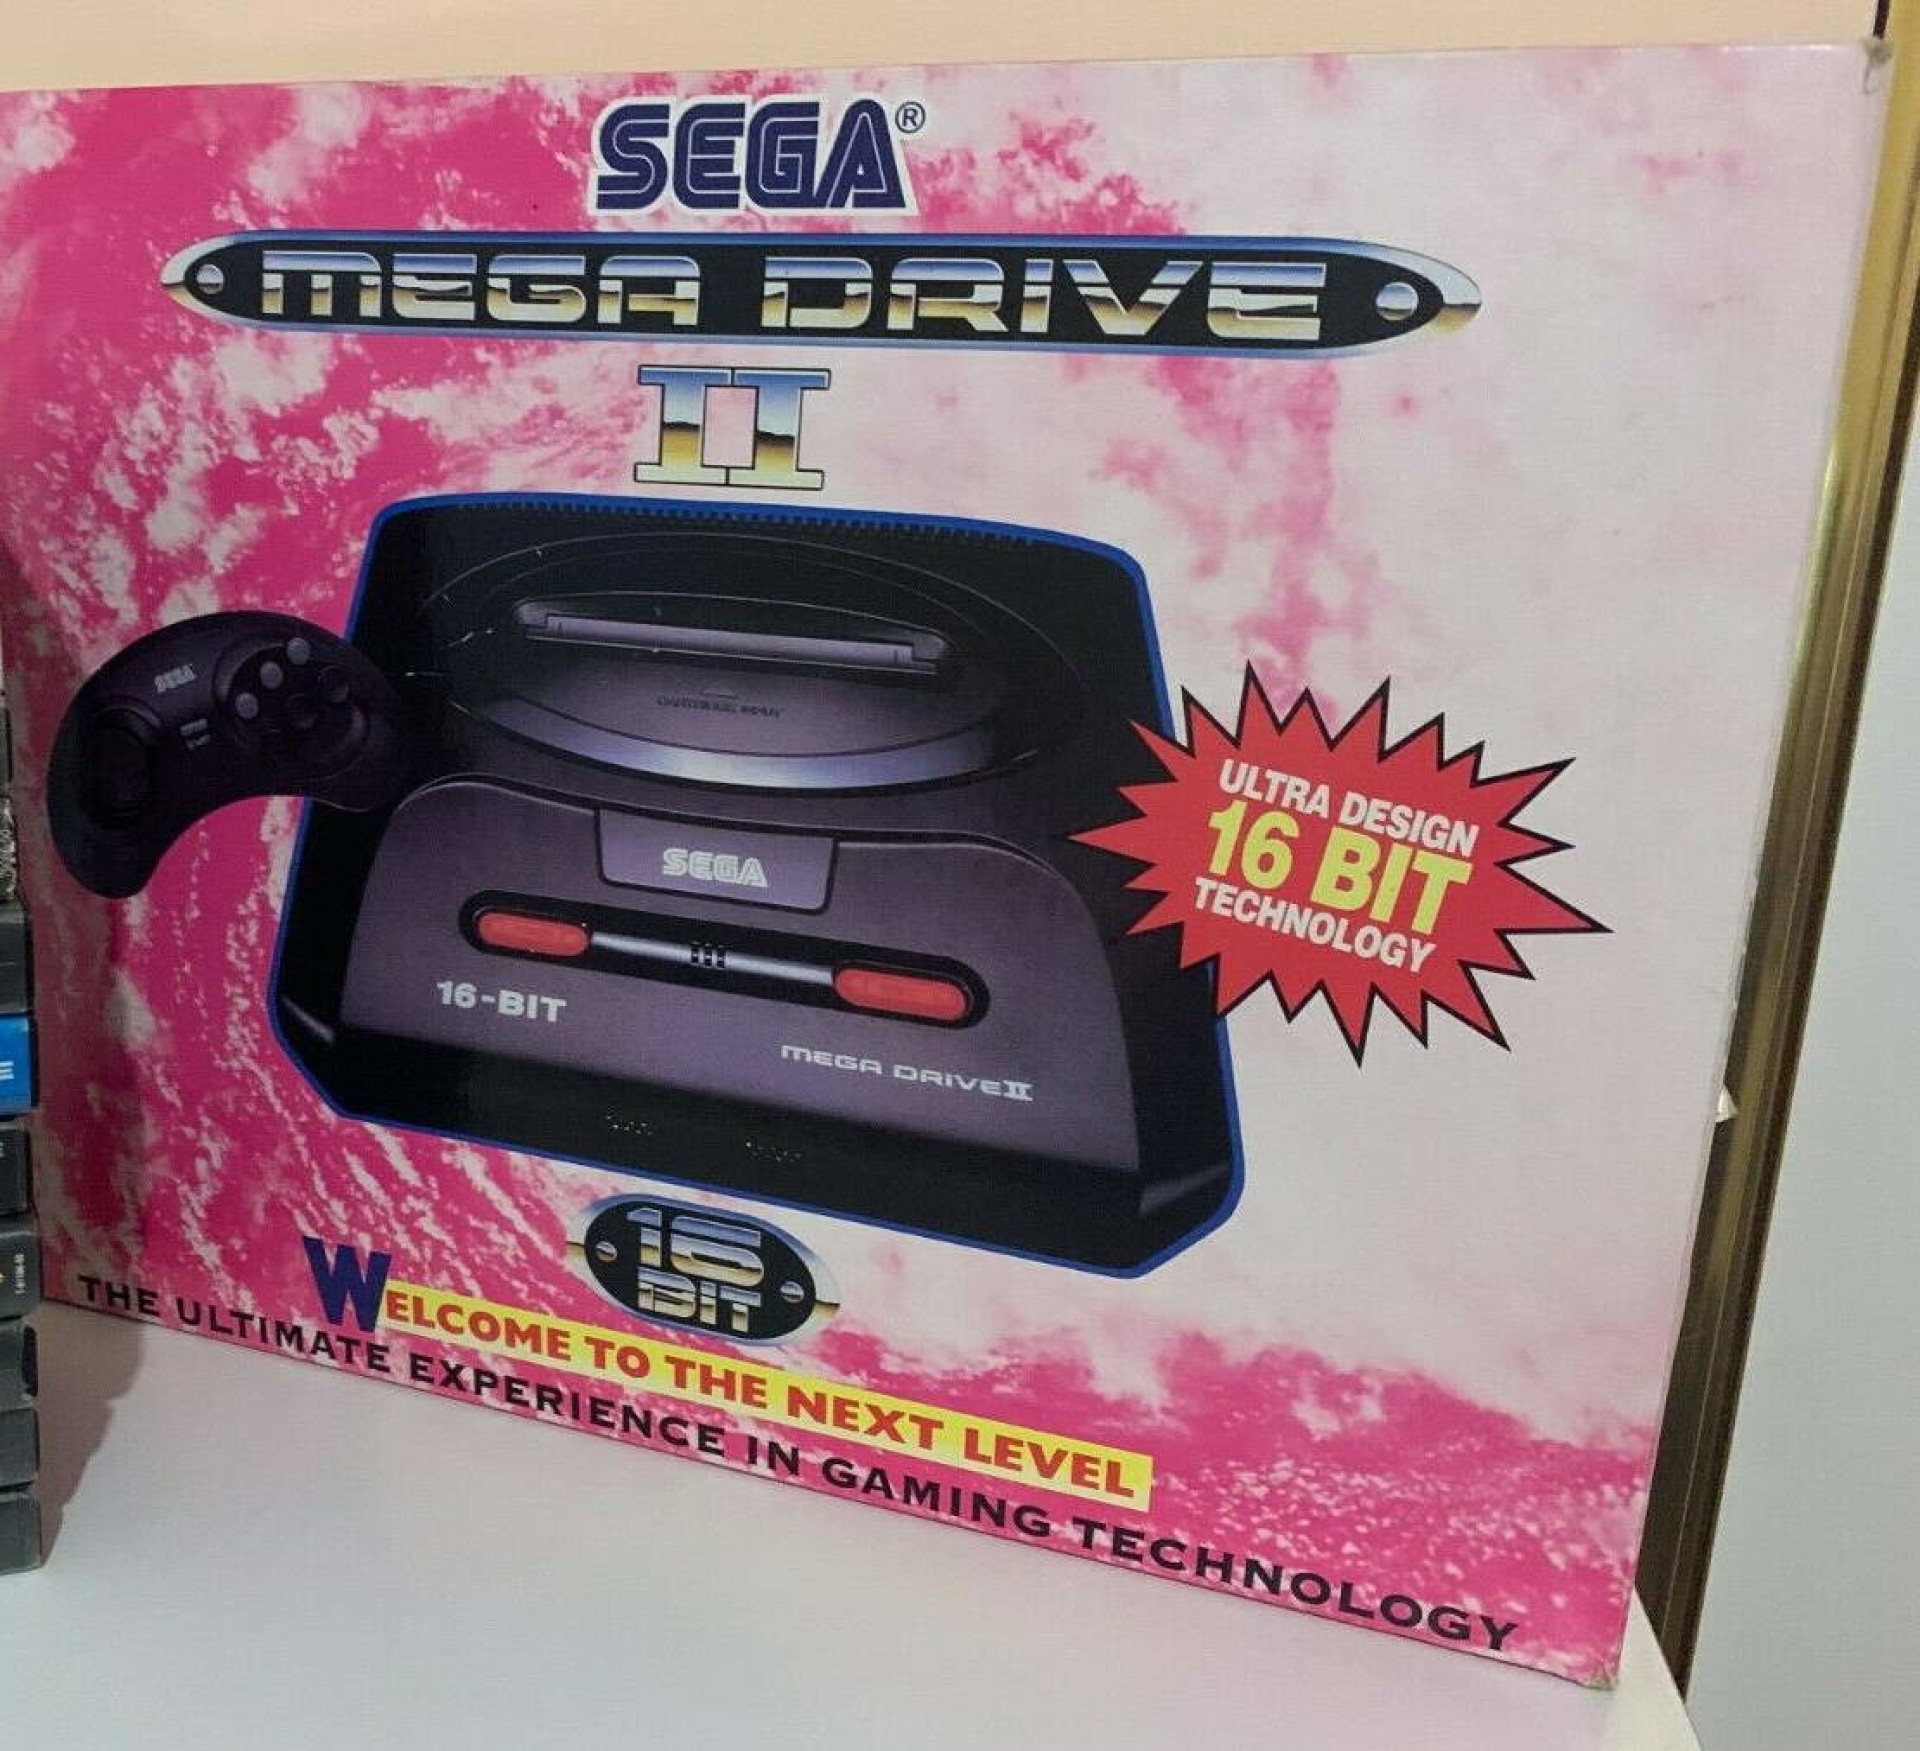 SEGA®
MEGA DRIVE
II
SEGA
SEGA
16-BIT
MEGA DRIVE II
ULTRA DESIGN
16 BIT
TECHNOLOGY
16
BIT
WELCOME TO THE NEXT LEVEL
THE ULTIMATE EXPERIENCE IN GAMING TECHNOLOGY